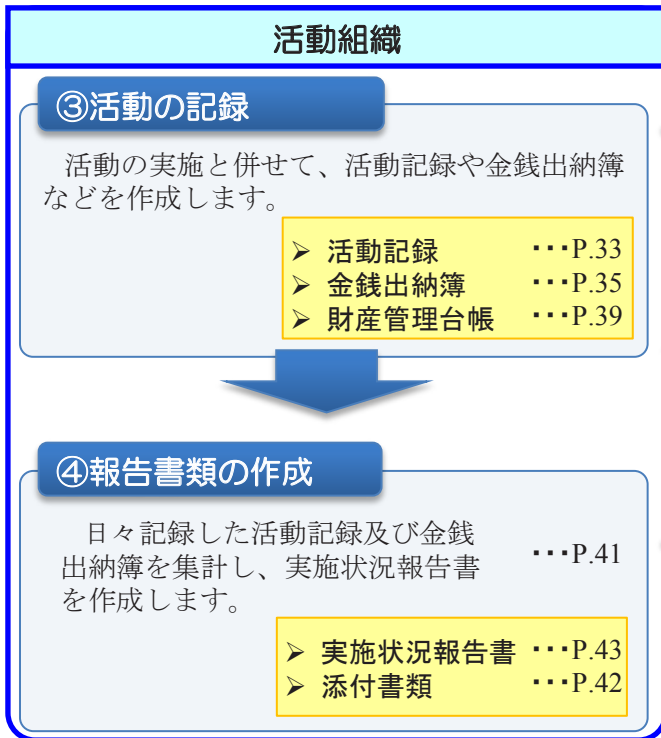 活動組織
③活動の記録
活動の実施と併せて、活動記録や金銭出納簿
などを作成します。
➢ 活動記録 ・・・P.33
➢ 金銭出納簿 ・・・P.35
➢ 財産管理台帳 ・・・P.39
④報告書類の作成
日々記録した活動記録及び金銭
出納簿を集計し、実施状況報告書 ・・・P.41
を作成します。
➢ 実施状況報告書 ・・・P.43
➢ 添付書類 ・・・P.42